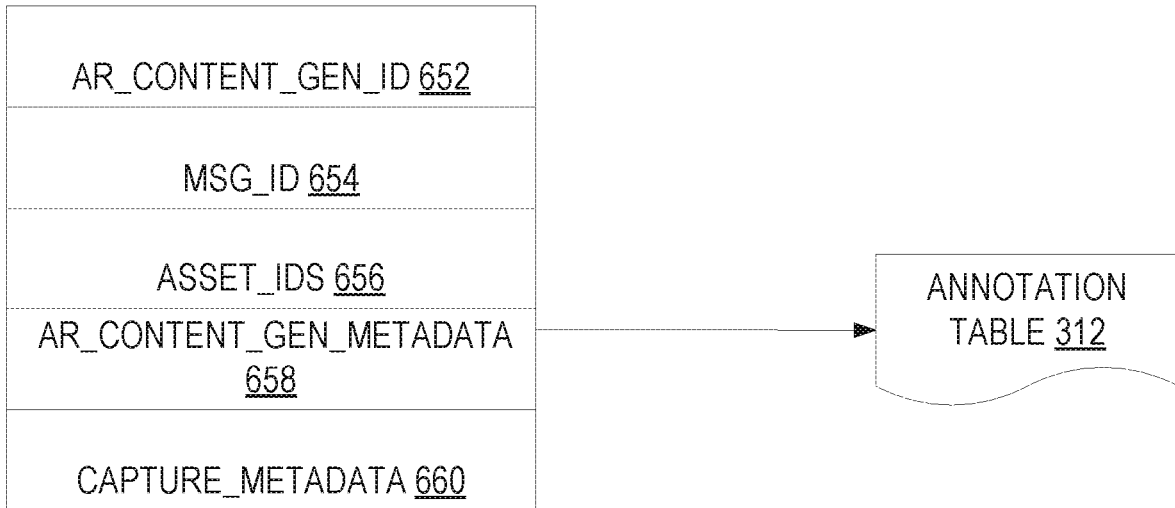 AR_CONTENT_GEN_ID 652
MSG_ID 654
ASSET_IDS 656
AR_CONTENT_GEN_METADATA
658
CAPTURE_METADATA 660
ANNOTATION
TABLE 312